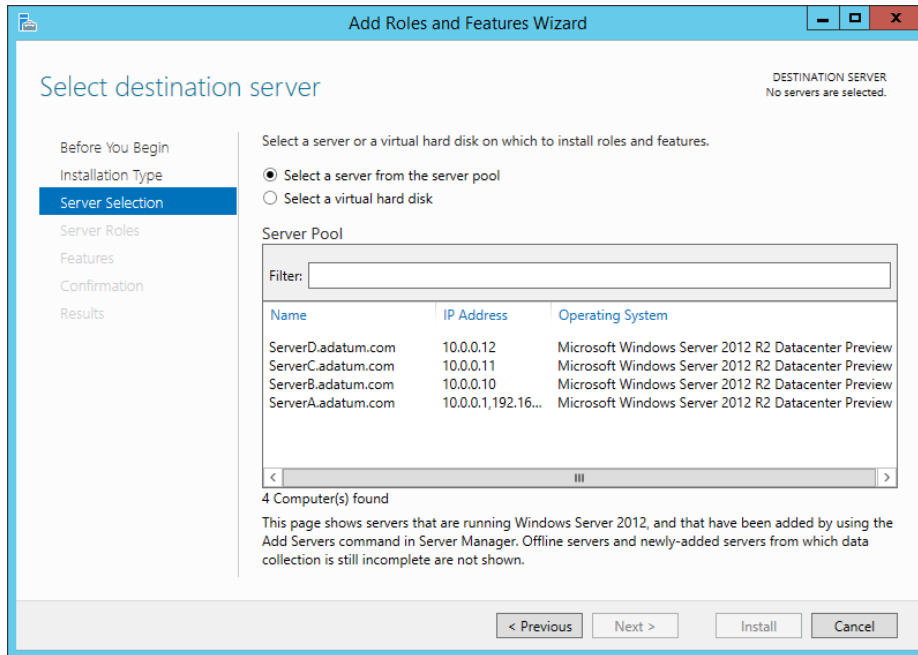 Add Roles and Features Wizard
Select destination server
DESTINATION SERVER
No servers are selected.
Before You Begin
Installation Type
Server Selection
Server Roles
Features
Confirmation
Results
Select a server or a virtual hard disk on which to install roles and features.
Select a server from the server pool
Select a virtual hard disk
Server Pool
Filter:
Name IP Address Operating System
ServerD.adatum.com 10.0.0.12 Microsoft Windows Server 2012 R2 Datacenter Preview
ServerC.adatum.com 10.0.0.11 Microsoft Windows Server 2012 R2 Datacenter Preview
ServerB.adatum.com 10.0.0.10 Microsoft Windows Server 2012 R2 Datacenter Preview
ServerA.adatum.com 10.0.0.1,192.16... Microsoft Windows Server 2012 R2 Datacenter Preview
4 Computer(s) found
This page shows servers that are running Windows Server 2012, and that have been added by using the
Add Servers command in Server Manager. Offline servers and newly-added servers from which data
collection is still incomplete are not shown.
< Previous Next > Install Cancel